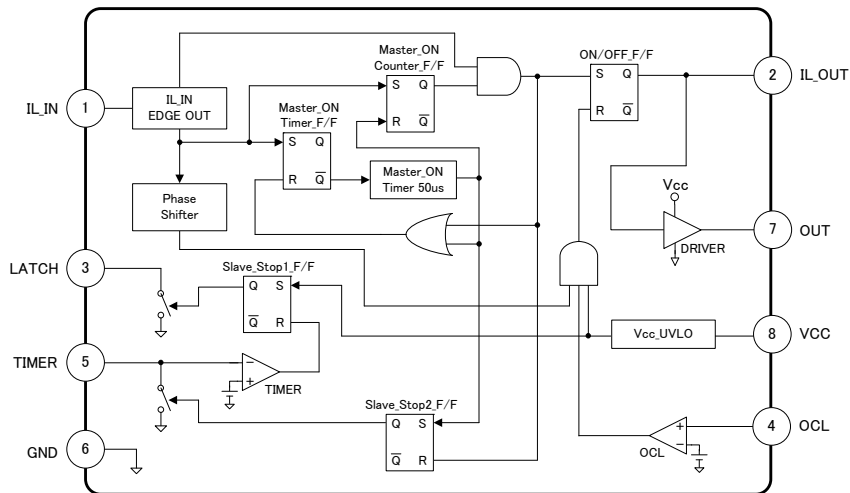 Master_ON
Counter_F/F
S Q
R Q
ON/OFF_F/F
S Q
R Q
2 IL_OUT
IL_IN 1
IL_IN
EDGE OUT
Master_ON
Timer_F/F
S Q
R Q
Master_ON
Timer 50us
Phase
Shifter
Vcc
DRIVER
7 OUT
LATCH 3
Slave_Stop1_F/F
Q S
Q R
Vcc_UVLO
8 VCC
TIMER 5
TIMER
Slave_Stop2_F/F
Q S
Q R
4 OCL
OCL
GND 6